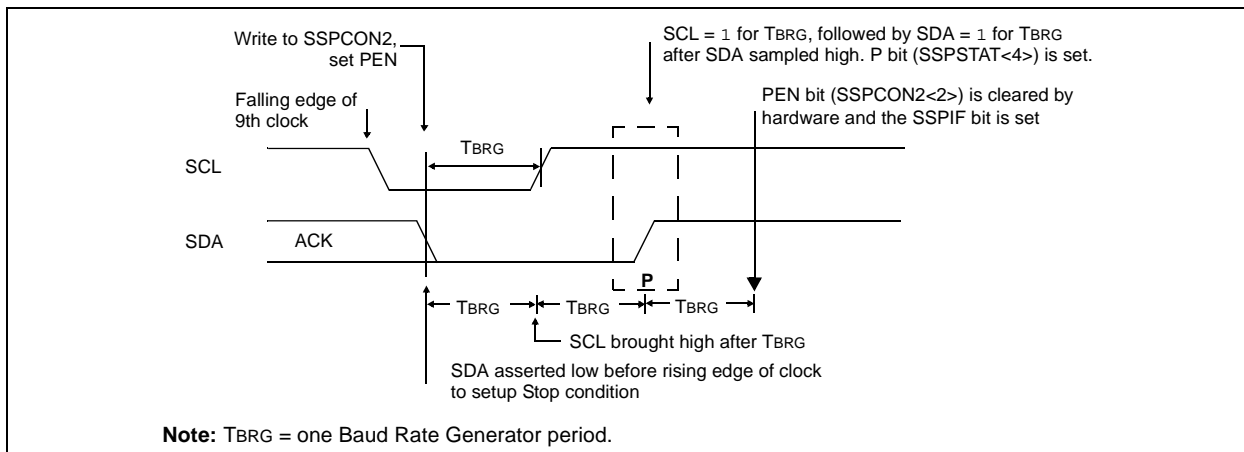 Write to SSPCON2,
set PEN
SCL = 1 for TBRG, followed by SDA = 1 for TBRG
after SDA sampled high. P bit (SSPSTAT<4>) is set.
Falling edge of
9th clock
PEN bit (SSPCON2<2>) is cleared by
hardware and the SSPIF bit is set
TBRG
SCL
SDA
ACK
P
TBRG
TBRG
TBRG
SCL brought high after TBRG
SDA asserted low before rising edge of clock
to setup Stop condition
Note: TBRG = one Baud Rate Generator period.